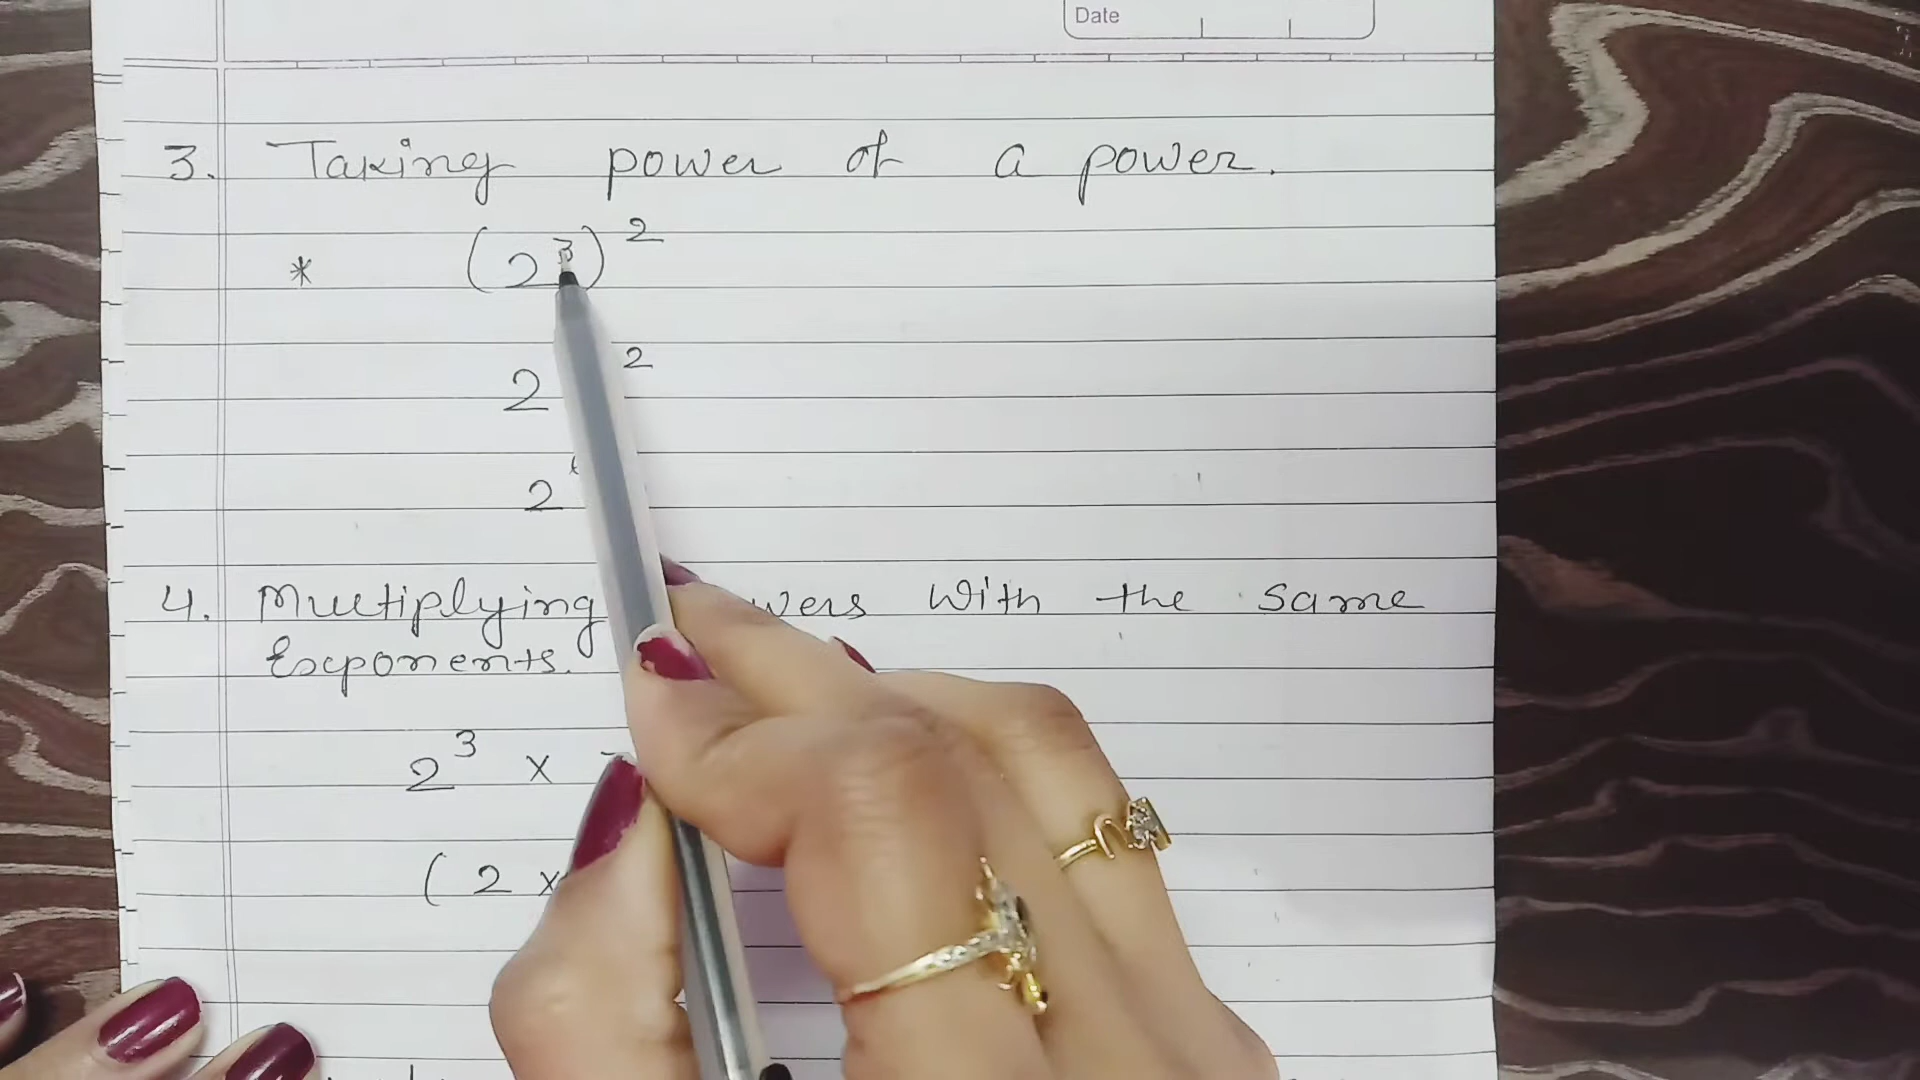 Date
3. Taking power of a power.
* (2³)²
2 ²
2
4. Multiplying with the same
Exponents.
2³ ×
( 2 ×